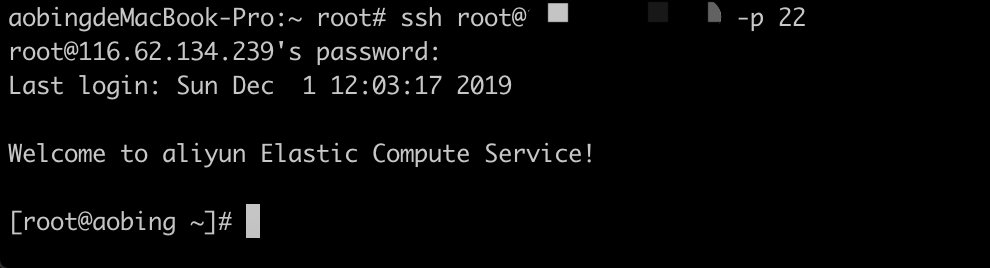 aobingdeMacBook-Pro:~ root# ssh root@ -p 22
root@116.62.134.239's password:
Last login: Sun Dec  1 12:03:17 2019
Welcome to aliyun Elastic Compute Service!
[root@aobing ~]#